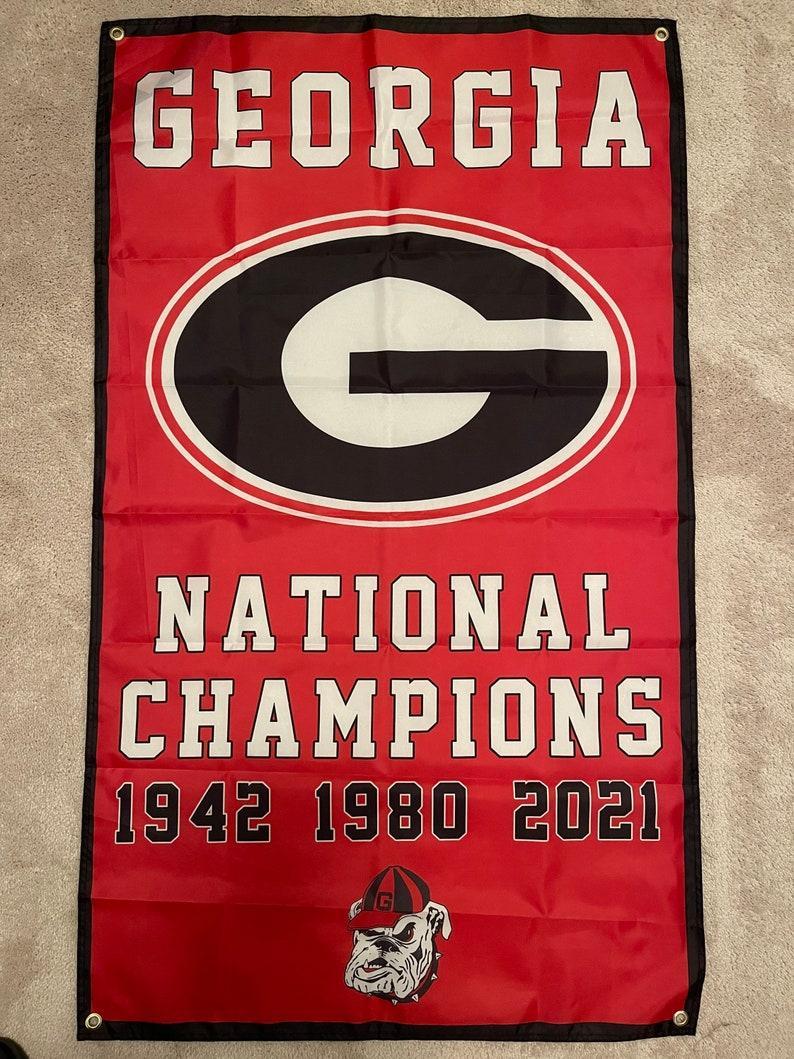 GEORGIA
G
NATIONAL
CHAMPIONS
1942 1980 2021
G